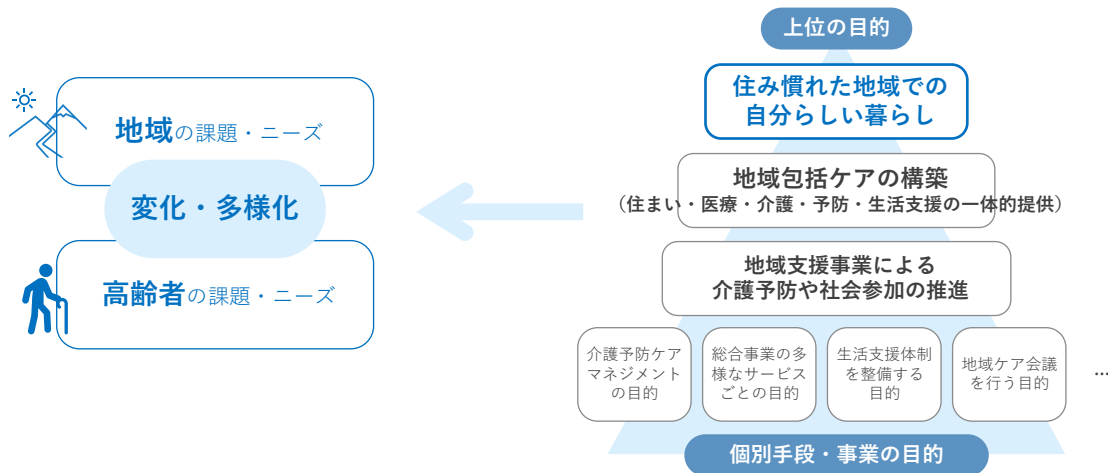 地域の課題・ニーズ
変化・多様化
高齢者の課題・ニーズ
上位の目的
住み慣れた地域での
自分らしい暮らし
地域包括ケアの構築
（住まい・医療・介護・予防・生活支援の一体的提供）
地域支援事業による
介護予防や社会参加の推進
介護予防ケア
マネジメント
の目的
総合事業の多
様なサービス
ごとの目的
生活支援体制
を整備する
目的
地域ケア会議
を行う目的
…
個別手段・事業の目的